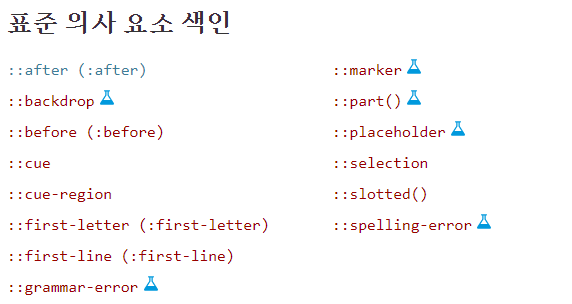 표준 의사 요소 색인
::after (:after)
::backdrop
::before (:before)
::cue
::cue-region
::first-letter (:first-letter)
::first-line (:first-line)
::grammar-error
::marker
::part()
::placeholder
::selection
::slotted()
::spelling-error